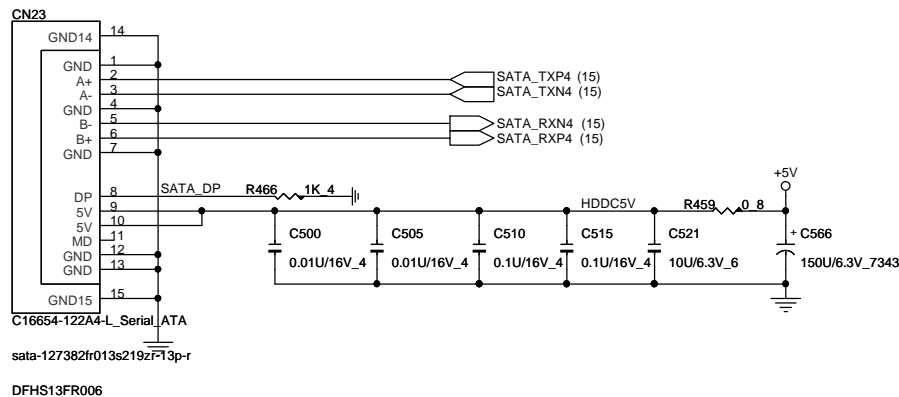 CN23
GND14 14
GND 1
A+ 2
A- 3
GND 4
B- 5
B+ 6
GND 7
SATA_TXP4 (15)
SATA_TXN4 (15)
SATA_RXN4 (15)
SATA_RXP4 (15)
DP 8
5V 9
5V 10
MD 11
GND 12
GND 13
GND15 15
SATA_DP
R466 1K_4
HDDC5V
R459 0_8
+5V
C500
0.01U/16V_4
C505
0.01U/16V_4
C510
0.1U/16V_4
C515
0.1U/16V_4
C521
10U/6.3V_6
+ C566
150U/6.3V_7343
C16654-122A4-L_Serial_ATA
sata-127382fr013s219zr-13p-r
DFHS13FR006